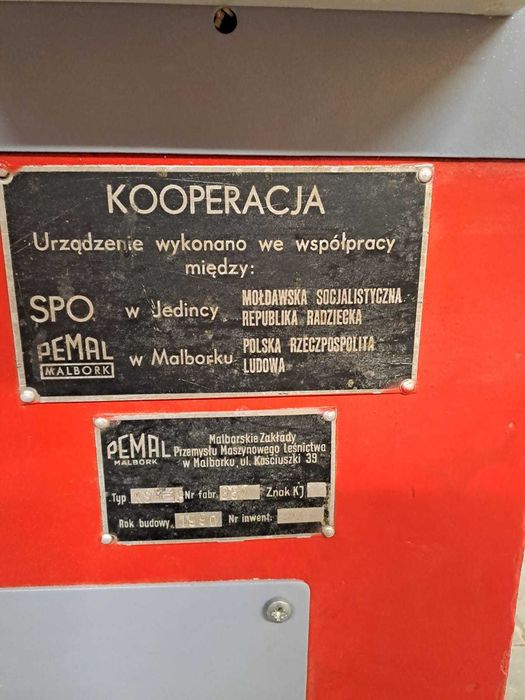 KOOPERACJA
Urządzenie wykonano we współpracy
między:
SPO w Jedincy MOŁDAWSKA SOCJALISTYCZNA
REPUBLIKA RADZIECKA
PEMAL
MALBORK
w Malborku POLSKA RZECZPOSPOLITA
LUDOWA
PEMAL
MALBORK
Malborskie Zakłady
Przemysłu Maszynowego Leśnictwa
w Malborku, ul. Kościuszki 39
Typ Nr fabr. Znak KJ
Rok budowy Nr inwent.